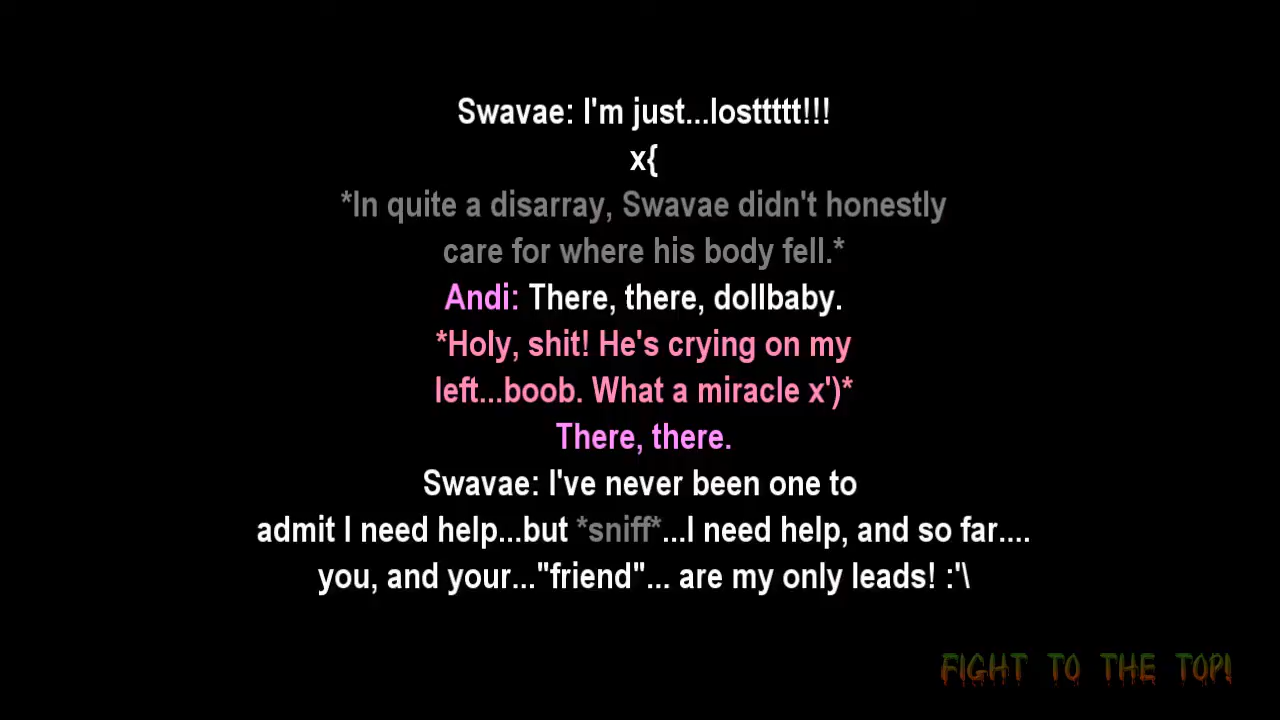 Swavae: I'm just...losttttt!!!
x{
*In quite a disarray, Swavae didn't honestly
care for where his body fell.*
Andi: There, there, dollbaby.
*Holy, shit! He's crying on my
left...boob. What a miracle x')*
There, there.
Swavae: I've never been one to
admit I need help...but *sniff*...I need help, and so far....
you, and your..."friend"... are my only leads! :'\
FIGHT TO THE TOP!